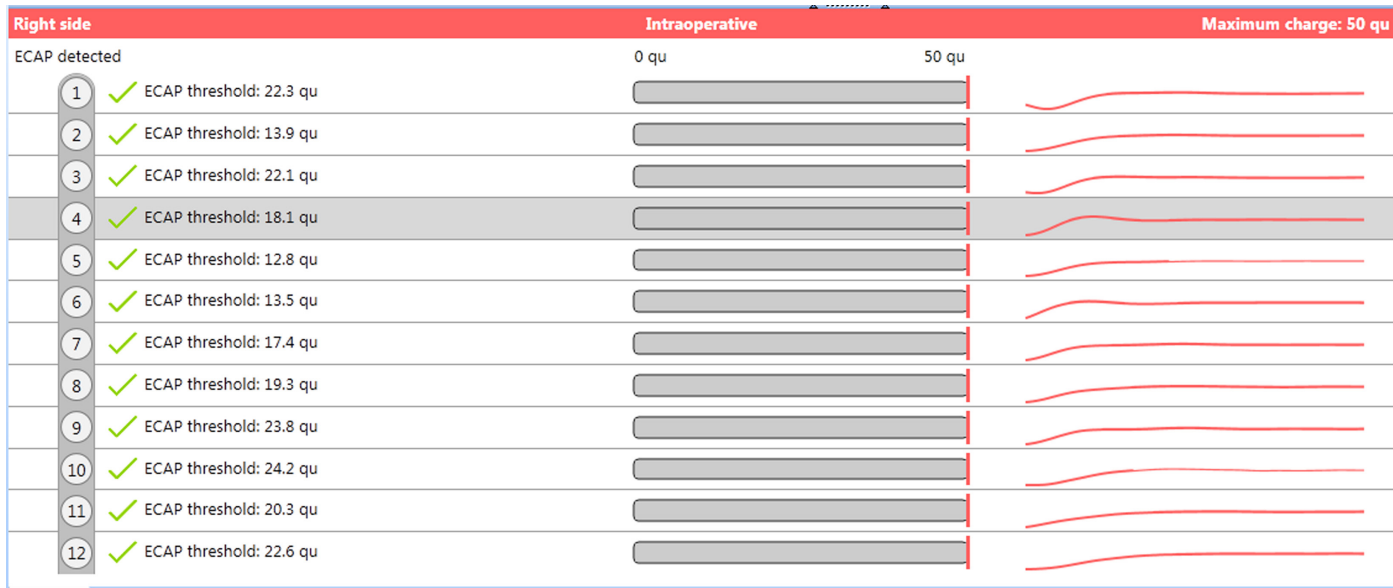 Right side Intraoperative Maximum charge: 50 qu
ECAP detected 0 qu 50 qu
1 ECAP threshold: 22.3 qu
2 ECAP threshold: 13.9 qu
3 ECAP threshold: 22.1 qu
4 ECAP threshold: 18.1 qu
5 ECAP threshold: 12.8 qu
6 ECAP threshold: 13.5 qu
7 ECAP threshold: 17.4 qu
8 ECAP threshold: 19.3 qu
9 ECAP threshold: 23.8 qu
10 ECAP threshold: 24.2 qu
11 ECAP threshold: 20.3 qu
12 ECAP threshold: 22.6 qu